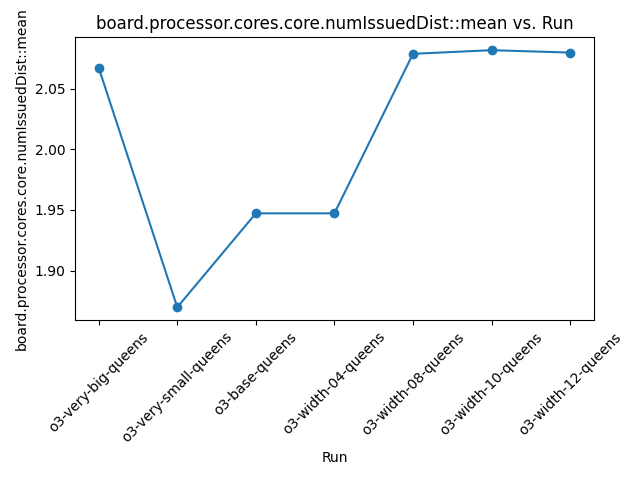 board.processor.cores.core.numIssuedDist::mean vs. Run
board.processor.cores.core.numIssuedDist::mean
2.05
2.00
1.95
1.90
o3-very-big-queens
o3-very-small-queens
o3-base-queens
o3-width-04-queens
o3-width-08-queens
o3-width-10-queens
o3-width-12-queens
Run